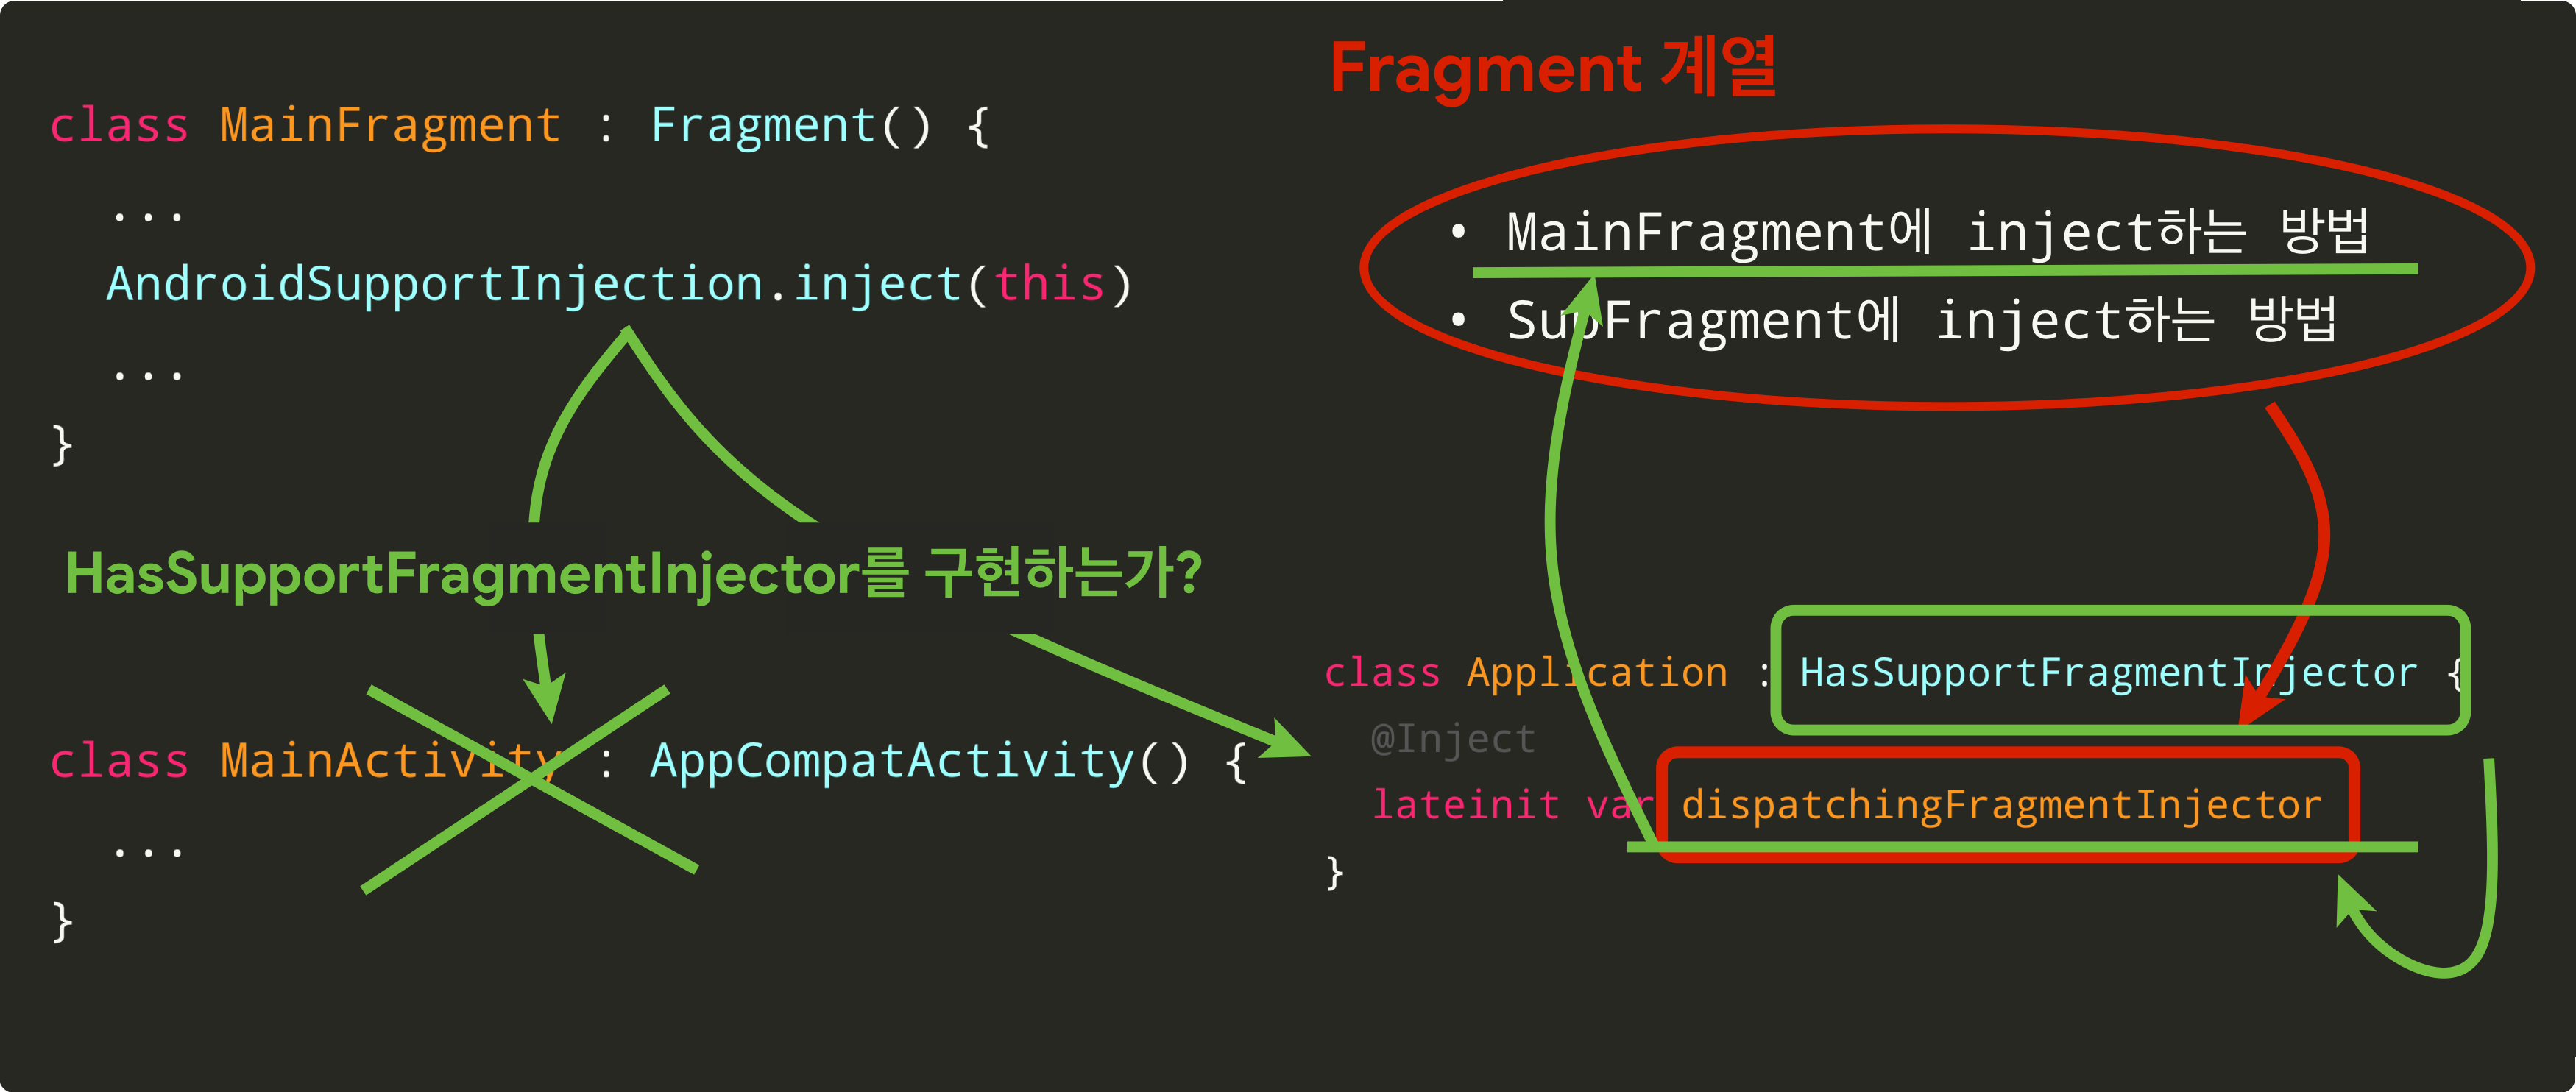 class MainFragment : Fragment() {
...
AndroidSupportInjection.inject(this)
...
}
HasSupportFragmentInjector를 구현하는가?
class MainActivity : AppCompatActivity() {
...
}
Fragment 계열
• MainFragment에 inject하는 방법
• SubFragment에 inject하는 방법
class Application : HasSupportFragmentInjector {
@Inject
lateinit var dispatchingFragmentInjector
}